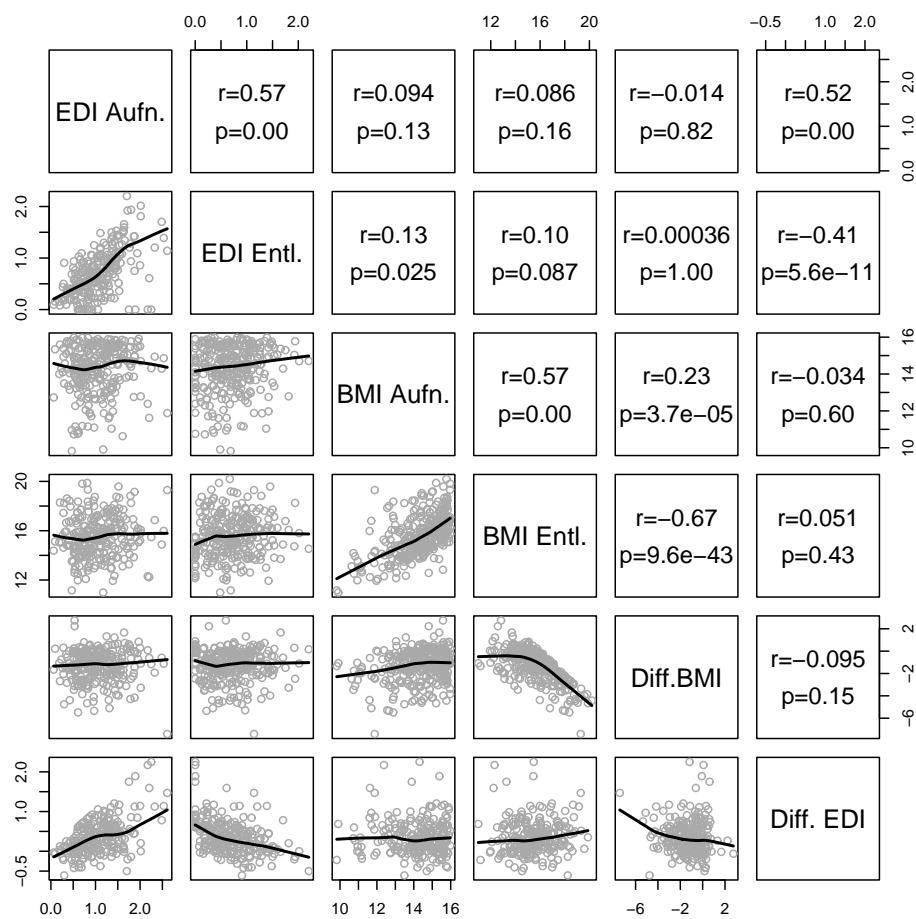 0.0 1.0 2.0
12 16 20
−0.5 1.0 2.0
EDI Aufn.
r=0.57
p=0.00
r=0.094
p=0.13
r=0.086
p=0.16
r=−0.014
p=0.82
r=0.52
p=0.00
0.0 1.0 2.0
0.0 1.0 2.0
EDI Entl.
r=0.13
p=0.025
r=0.10
p=0.087
r=0.00036
p=1.00
r=−0.41
p=5.6e−11
BMI Aufn.
r=0.57
p=0.00
r=0.23
p=3.7e−05
r=−0.034
p=0.60
10 12 14 16
12 16 20
BMI Entl.
r=−0.67
p=9.6e−43
r=0.051
p=0.43
Diff.BMI
r=−0.095
p=0.15
−6 −2 2
−0.5 1.0 2.0
Diff. EDI
0.0 1.0 2.0
10 12 14 16
−6 −2 2